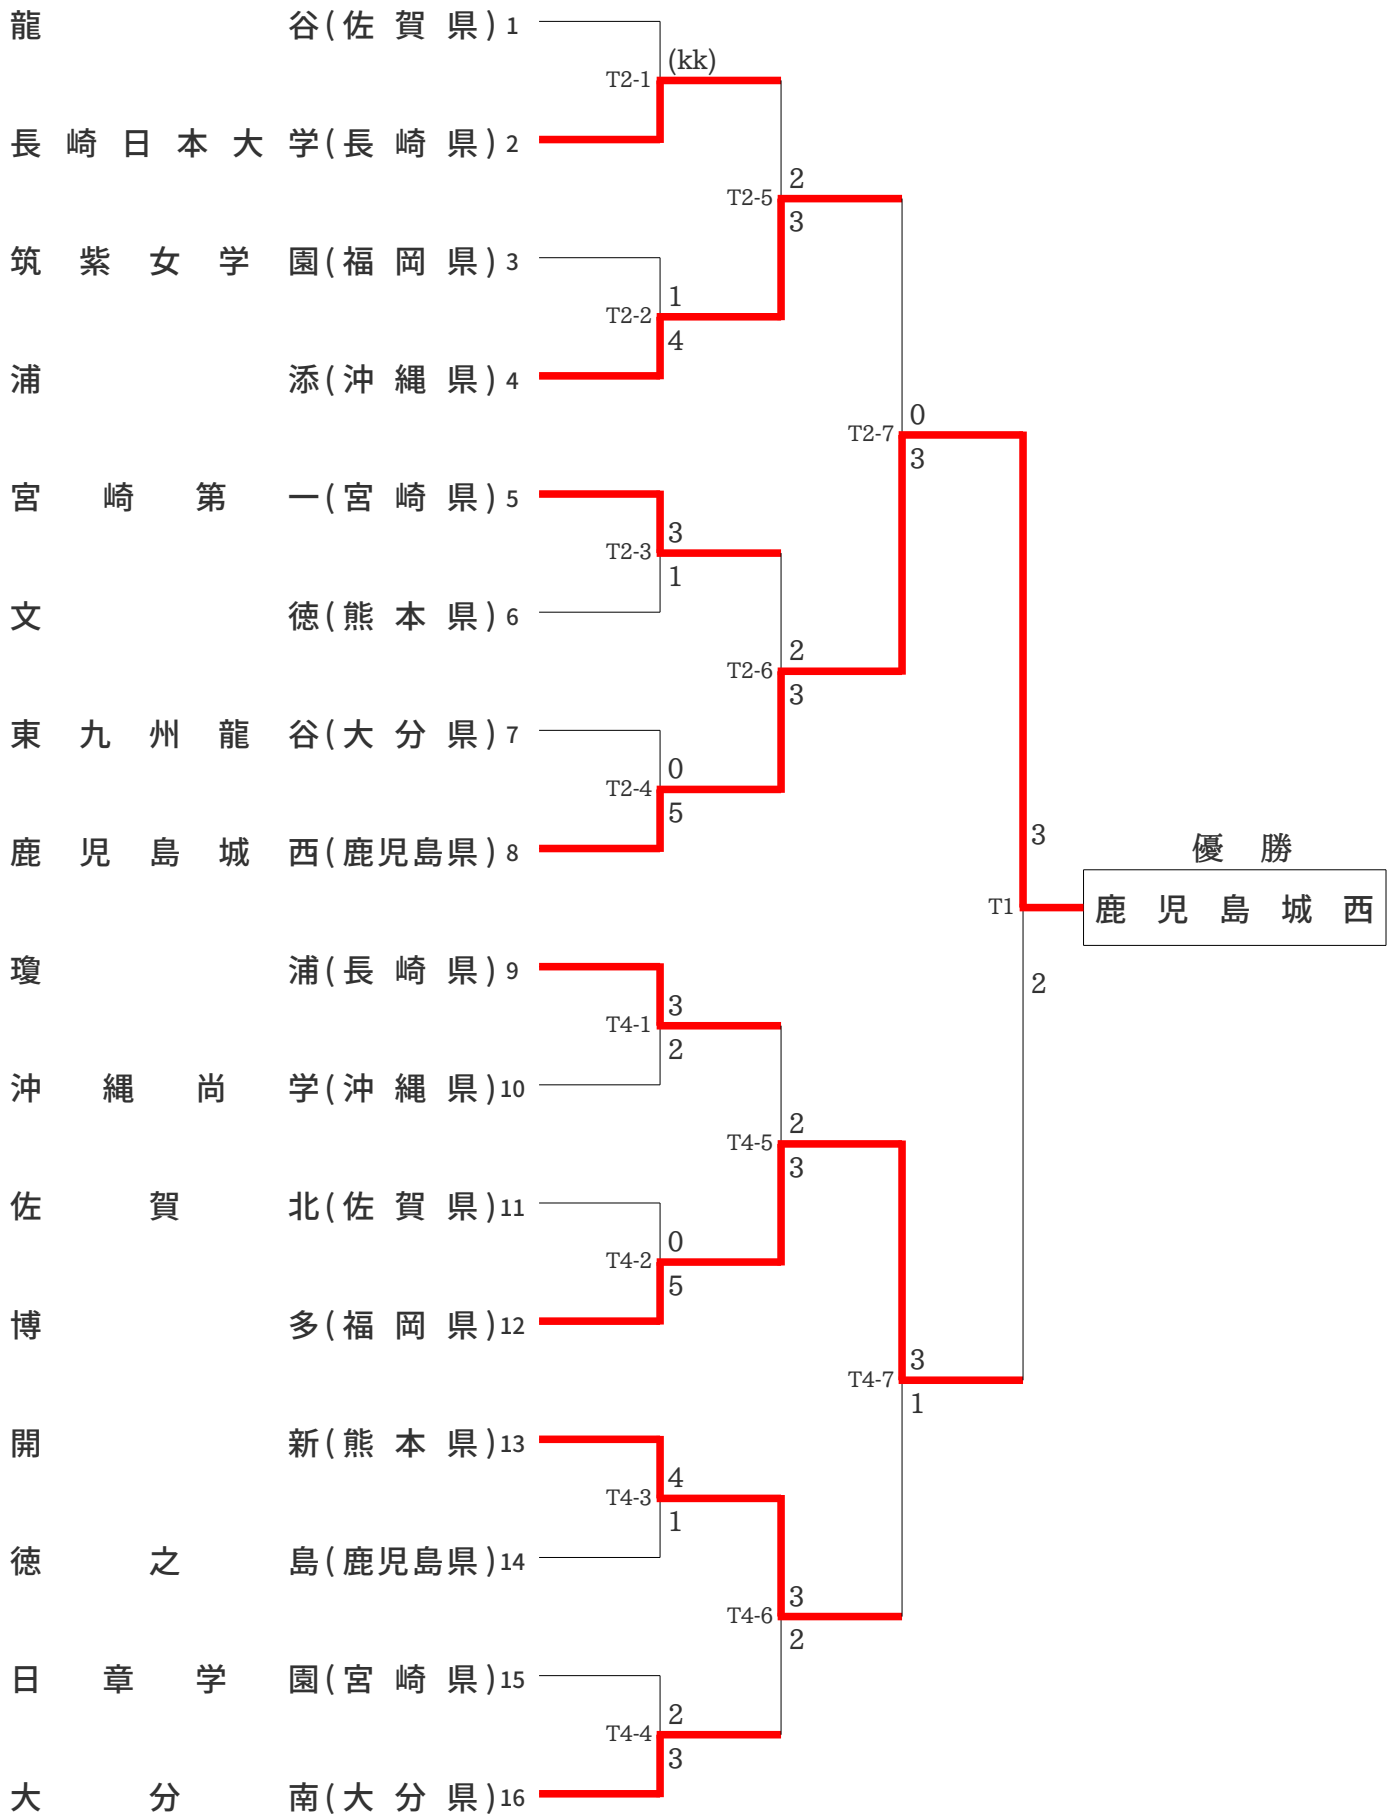 龍谷(佐賀県) 1
(kk)
T2-1
長崎日本大学(長崎県) 2
2
T2-5
3
筑紫女学園(福岡県) 3
1
T2-2
4
浦添(沖縄県) 4
0
T2-7
3
宮崎第一(宮崎県) 5
3
T2-3
1
文徳(熊本県) 6
2
T2-6
3
東九州龍谷(大分県) 7
0
T2-4
5
鹿児島城西(鹿児島県) 8
3
優勝
T1
鹿児島城西
2
瓊浦(長崎県) 9
3
T4-1
2
沖縄尚学(沖縄県) 10
2
T4-5
3
佐賀北(佐賀県) 11
0
T4-2
5
博多(福岡県) 12
3
T4-7
1
開新(熊本県) 13
4
T4-3
1
徳之島(鹿児島県) 14
3
T4-6
2
日章学園(宮崎県) 15
2
T4-4
3
大分南(大分県) 16